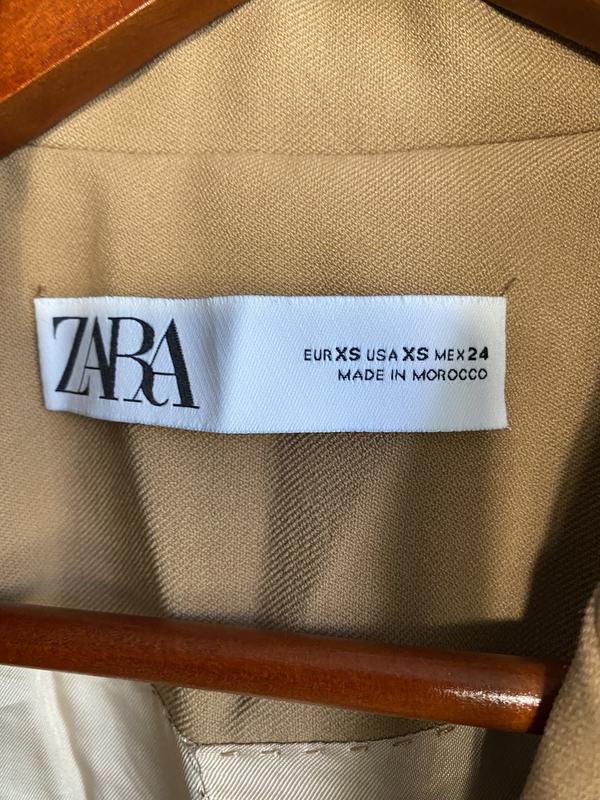 ZARA
EUR XS USA XS MEX 24
MADE IN MOROCCO